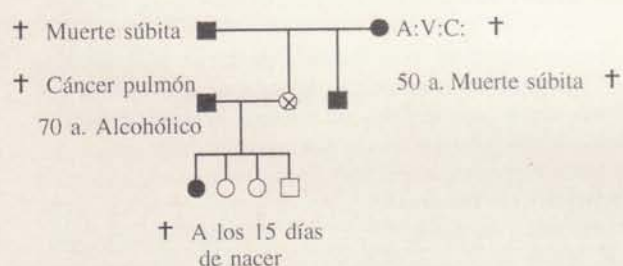 ✝ Muerte súbita
A:V:C: ✝
✝ Cáncer pulmón
70 a. Alcohólico
50 a. Muerte súbita ✝
✝ A los 15 días
de nacer